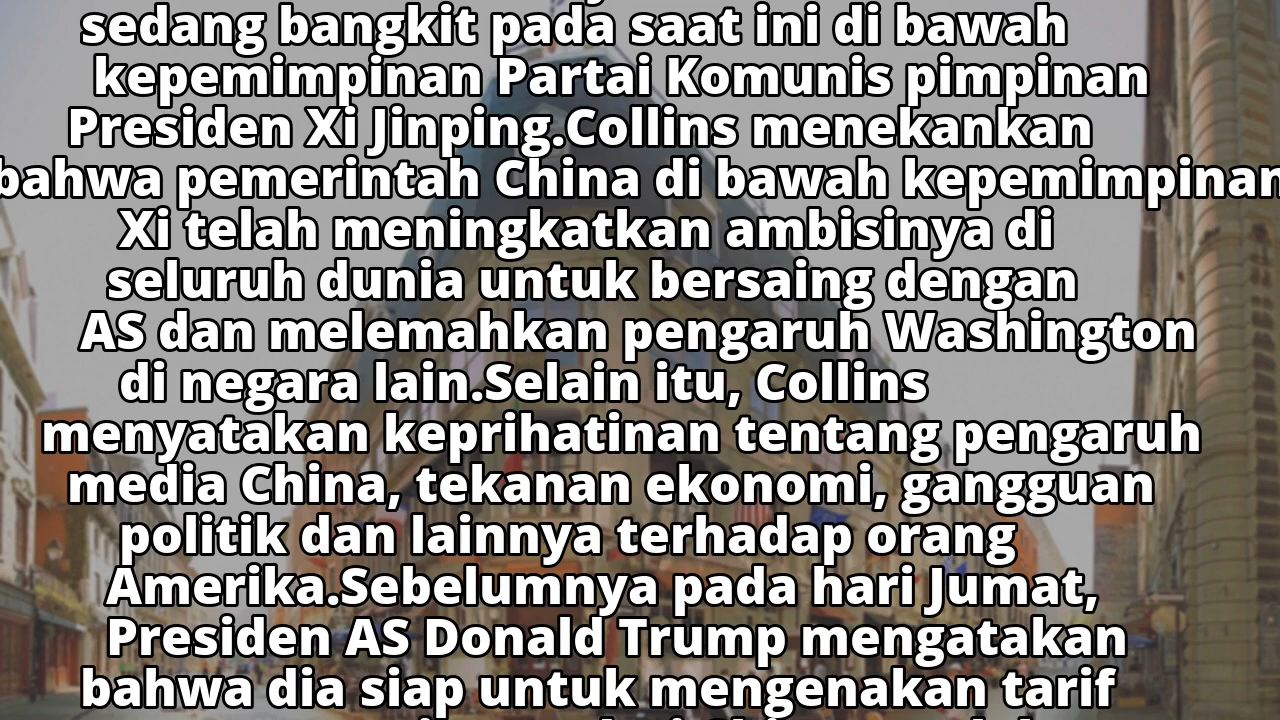 sedang bangkit pada saat ini di bawah
kepemimpinan Partai Komunis pimpinan
Presiden Xi Jinping.Collins menekankan
bahwa pemerintah China di bawah kepemimpinan
Xi telah meningkatkan ambisinya di
seluruh dunia untuk bersaing dengan
AS dan melemahkan pengaruh Washington
di negara lain.Selain itu, Collins
menyatakan keprihatinan tentang pengaruh
media China, tekanan ekonomi, gangguan
politik dan lainnya terhadap orang
Amerika.Sebelumnya pada hari Jumat,
Presiden AS Donald Trump mengatakan
bahwa dia siap untuk mengenakan tarif